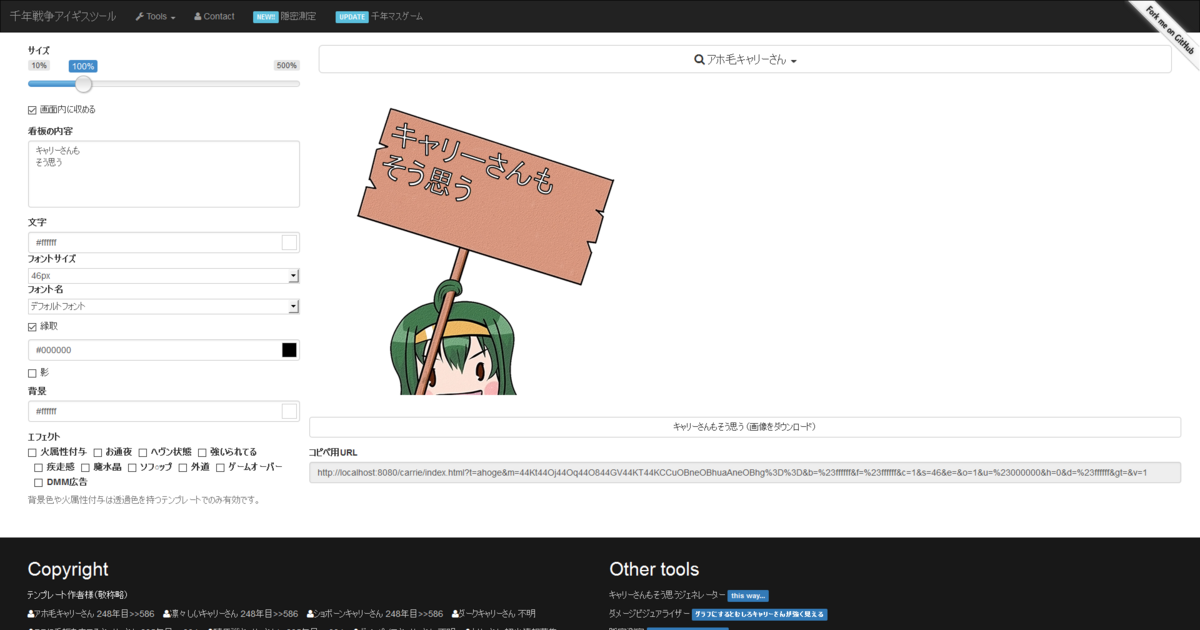 千年戦争アイギスツール Tools Contact NEW!! 隠密測定 UPDATE 千年マスゲーム
Fork me on GitHub
サイズ
10% 100% 500%
画面内に収める
看板の内容
キャリーさんも
そう思う
文字
#ffffff
フォントサイズ
46px
フォント名
デフォルトフォント
縁取
#000000
影
背景
#ffffff
エフェクト
火属性付与 お通夜 ヘヴン状態 強いられてる
疾走感 魔水晶 ソフップ 外道 ゲームオーバー
DMM広告
背景色や火属性付与は透過色を持つテンプレートでのみ有効です。
アホ毛キャリーさん
キャリーさんも
そう思う
キャリーさんもそう思う (画像をダウンロード)
コピペ用URL
http://localhost:8080/carrie/index.html?t=ahoge&m=44Kt44Oj44Oq44O844GV44KT44KCCuOBneOBhuaAneOBhg%3D%3D&b=%23ffffff&f=%23ffffff&c=1&s=46&e=&o=1&u=%23000000&h=0&d=%23ffffff&gt=&v=1
Copyright
テンプレート作者様(敬称略)
アホ毛キャリーさん 248年目>>586 凛々しいキャリーさん 248年目>>586 ショボーンキャリーさん 248年目>>586 ダークキャリーさん 不明
Other tools
キャリーさんもそう思うジェネレーター this way...
ダメージビジュアライザー グラフにするとむしろキャリーさんが強く見える